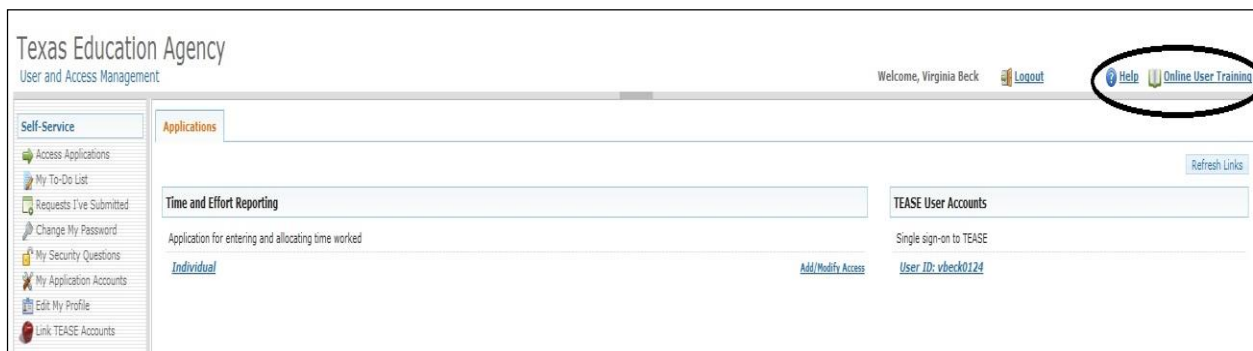 Texas Education Agency
User and Access Management
Welcome, Virginia Beck
Logout
Help
Online User Training
Self-Service
Access Applications
My To-Do List
Requests I've Submitted
Change My Password
My Security Questions
My Application Accounts
Edit My Profile
Link TEASE Accounts
Applications
Refresh Links
Time and Effort Reporting
Application for entering and allocating time worked
Individual
Add/Modify Access
TEASE User Accounts
Single sign-on to TEASE
User ID: vbeck0124